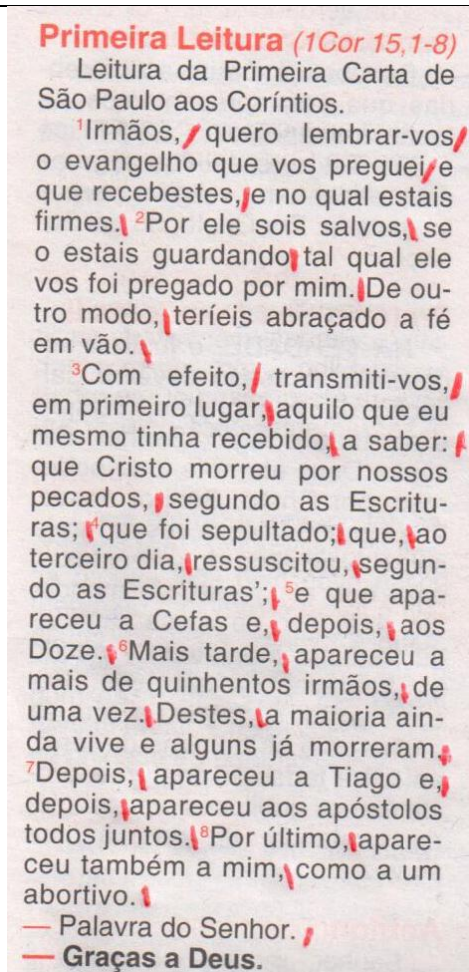 Primeira Leitura (1Cor 15,1-8)
Leitura da Primeira Carta de
São Paulo aos Coríntios.
1Irmãos, quero lembrar-vos
o evangelho que vos preguei e
que recebestes, e no qual estais
firmes. 2Por ele sois salvos, se
o estais guardando tal qual ele
vos foi pregado por mim. De ou-
tro modo, teríeis abraçado a fé
em vão.
3Com efeito, transmiti-vos,
em primeiro lugar, aquilo que eu
mesmo tinha recebido, a saber:
que Cristo morreu por nossos
pecados, segundo as Escritu-
ras; 4que foi sepultado; que, ao
terceiro dia, ressuscitou, segun-
do as Escrituras'; 5e que apa-
receu a Cefas e, depois, aos
Doze. 6Mais tarde, apareceu a
mais de quinhentos irmãos, de
uma vez. Destes, a maioria ain-
da vive e alguns já morreram.
7Depois, apareceu a Tiago e,
depois, apareceu aos apóstolos
todos juntos. 8Por último, apare-
ceu também a mim, como a um
abortivo.
— Palavra do Senhor.
— Graças a Deus.